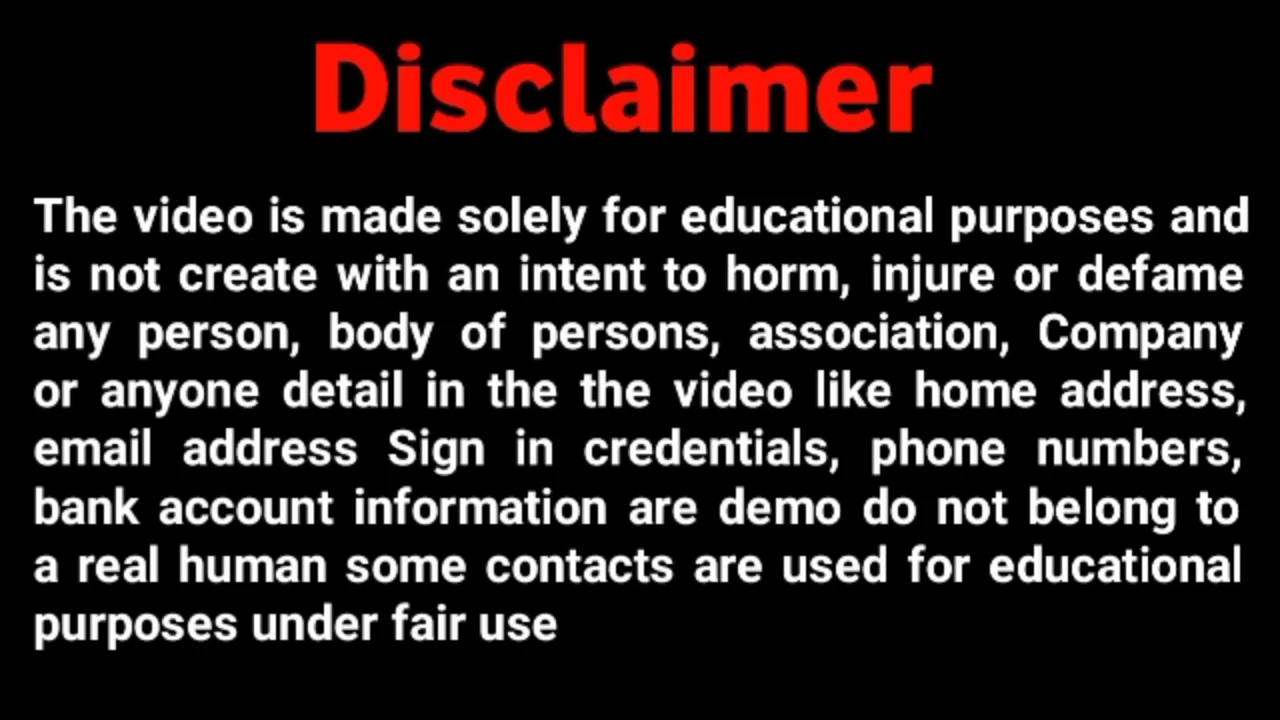 Disclaimer
The video is made solely for educational purposes and
is not create with an intent to horm, injure or defame
any person, body of persons, association, Company
or anyone detail in the the video like home address,
email address Sign in credentials, phone numbers,
bank account information are demo do not belong to
a real human some contacts are used for educational
purposes under fair use